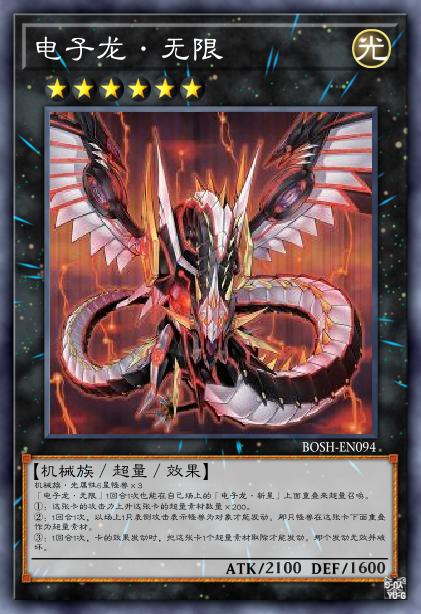 电子龙·无限
光
BOSH-EN094
【机械族／超量／效果】
机械族·光属性6星怪兽×3
「电子龙·无限」1回合1次也能在自己场上的「电子龙·新星」上面重叠来超量召唤。
①：这张卡的攻击力上升这张卡的超量素材数量×200。
②：1回合1次，以场上1只表侧攻击表示怪兽为对象才能发动。那只怪兽在这张卡下面重叠
作为超量素材。
③：1回合1次，卡的效果发动时，把这张卡1个超量素材取除才能发动。那个发动无效并破
坏。
ATK/2100 DEF/1600